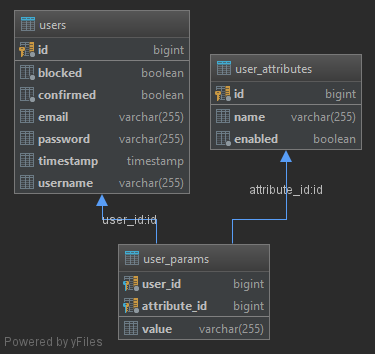 users
id bigint
blocked boolean
confirmed boolean
email varchar(255)
password varchar(255)
timestamp timestamp
username varchar(255)
user_attributes
id bigint
name varchar(255)
enabled boolean
user_id:id
attribute_id:id
user_params
user_id bigint
attribute_id bigint
value varchar(255)
Powered by yFiles